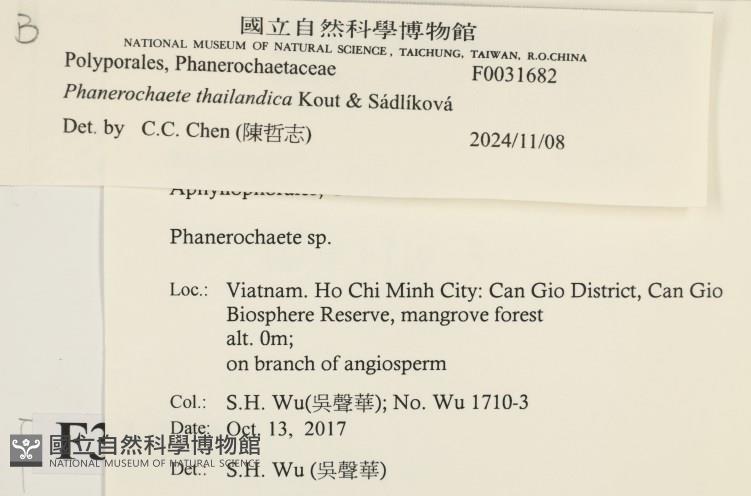 B
國立自然科學博物館
NATIONAL MUSEUM OF NATURAL SCIENCE, TAICHUNG, TAIWAN, R.O.CHINA
Polyporales, Phanerochaetaceae F0031682
Phanerochaete thailandica Kout & Sádlíková
Det. by C.C. Chen (陳哲志) 2024/11/08
Phanerochaete sp.
Loc.: Viatnam. Ho Chi Minh City: Can Gio District, Can Gio
Biosphere Reserve, mangrove forest
alt. 0m;
on branch of angiosperm
Col.: S.H. Wu(吳聲華); No. Wu 1710-3
Date: Oct. 13, 2017
Det.: S.H. Wu (吳聲華)
國立自然科學博物館
NATIONAL MUSEUM OF NATURAL SCIENCE